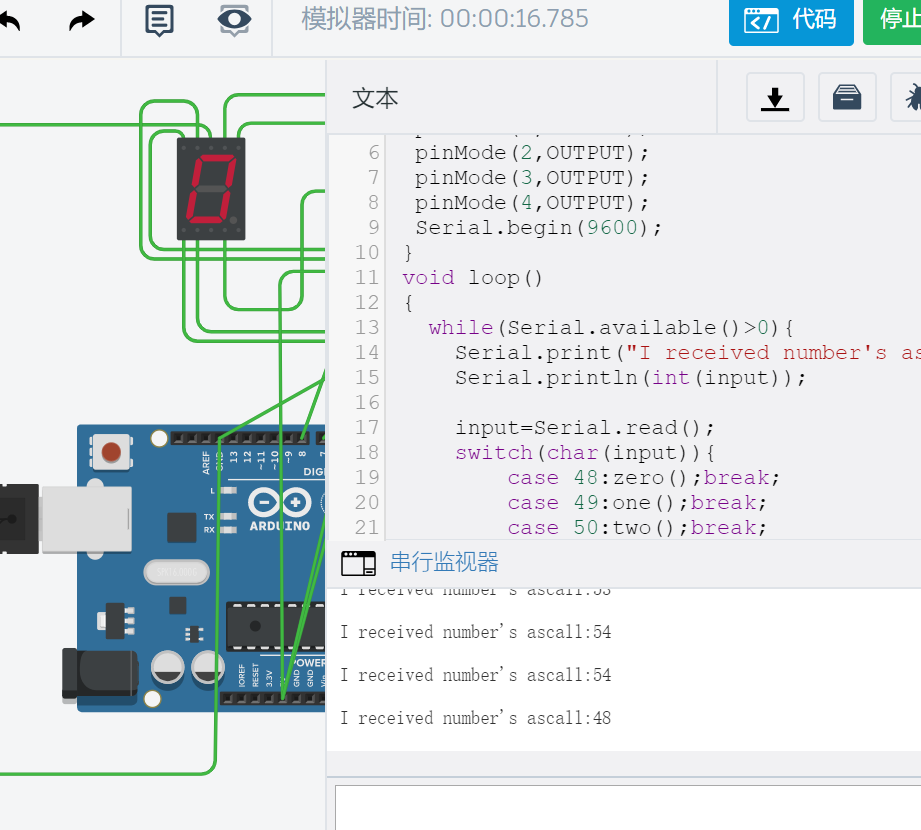 模拟器时间: 00:00:16.785
代码
停止
文本
6 pinMode(2,OUTPUT);
7 pinMode(3,OUTPUT);
8 pinMode(4,OUTPUT);
9 Serial.begin(9600);
10 }
11 void loop()
12 {
13 while(Serial.available()>0){
14 Serial.print("I received number's as
15 Serial.println(int(input));
16
17 input=Serial.read();
18 switch(char(input)){
19 case 48:zero();break;
20 case 49:one();break;
21 case 50:two();break;
串行监视器
I received number's ascall:53
I received number's ascall:54
I received number's ascall:54
I received number's ascall:48
AREF
GND
13
12
~11
~10
~9
8
DIGI
L
TX
RX
ARDUINO
IOREF
RESET
3.3V
GND
GND
Vin
POWER